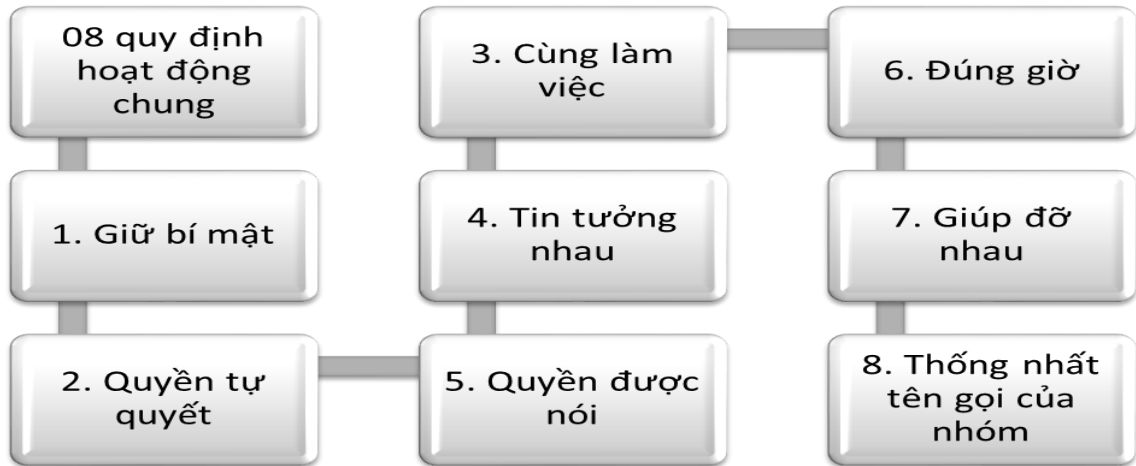 08 quy định
hoạt động
chung
1. Giữ bí mật
2. Quyền tự
quyết
3. Cùng làm
việc
4. Tin tưởng
nhau
5. Quyền được
nói
6. Đúng giờ
7. Giúp đỡ
nhau
8. Thống nhất
tên gọi của
nhóm